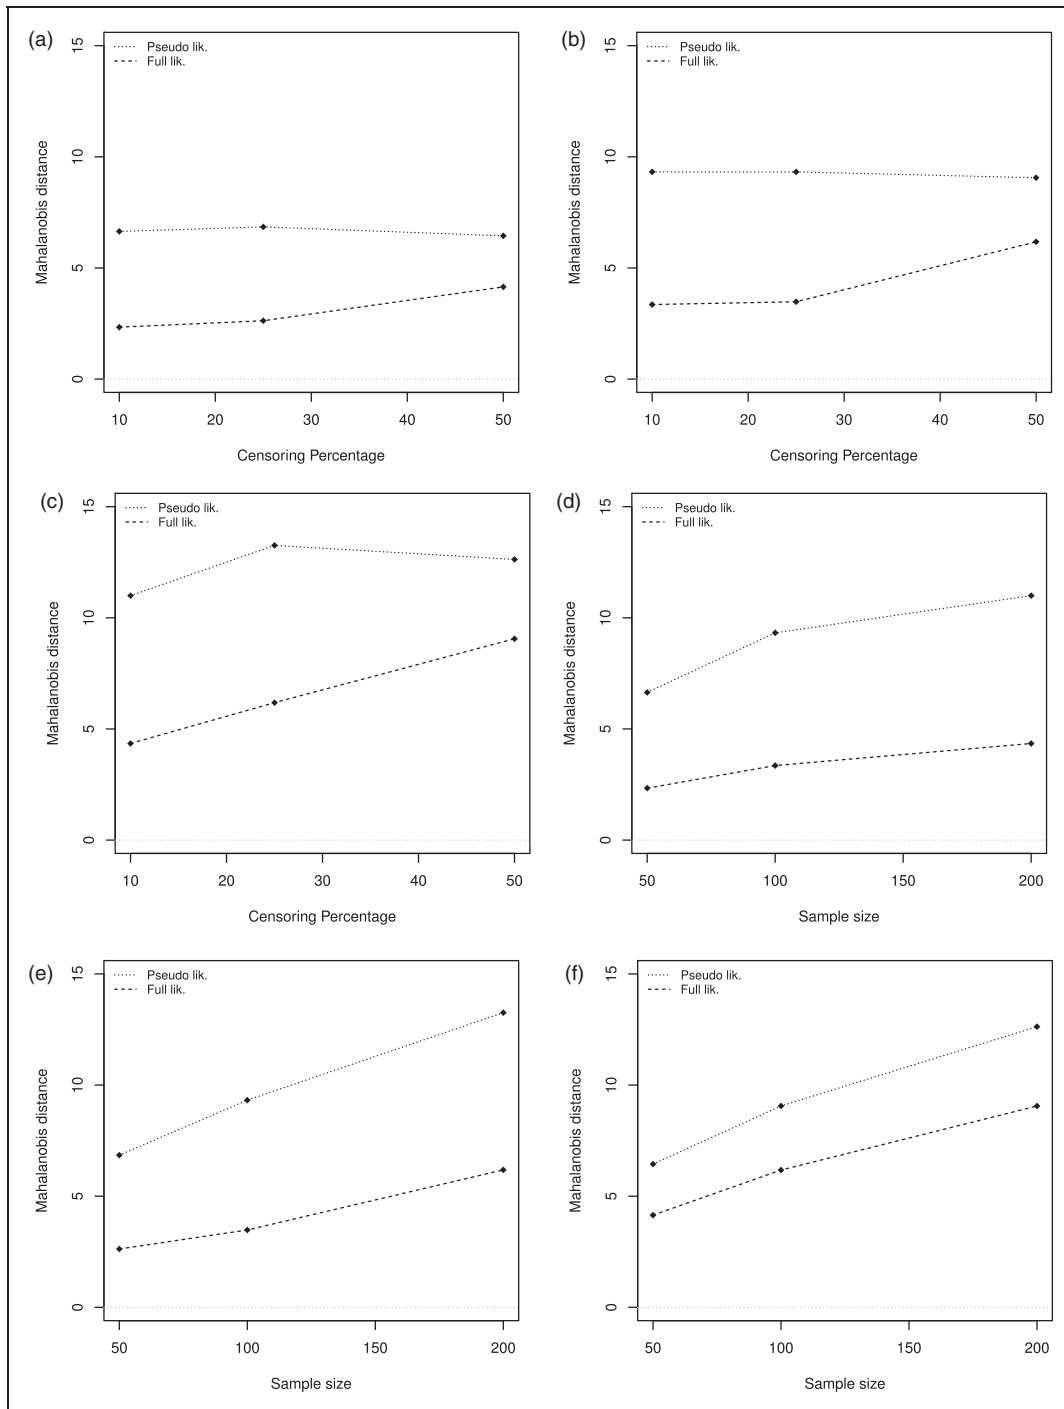 (a)
Pseudo lik.
Full lik.
15
10
5
0
Mahalanobis distance
10 20 30 40 50
Censoring Percentage
(b)
Pseudo lik.
Full lik.
15
10
5
0
Mahalanobis distance
10 20 30 40 50
Censoring Percentage
(c)
Pseudo lik.
Full lik.
15
10
5
0
Mahalanobis distance
10 20 30 40 50
Censoring Percentage
(d)
Pseudo lik.
Full lik.
15
10
5
0
Mahalanobis distance
50 100 150 200
Sample size
(e)
Pseudo lik.
Full lik.
15
10
5
0
Mahalanobis distance
50 100 150 200
Sample size
(f)
Pseudo lik.
Full lik.
15
10
5
0
Mahalanobis distance
50 100 150 200
Sample size